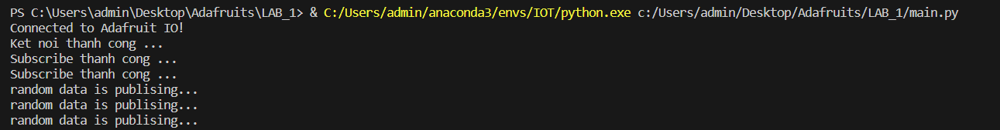 PS C:\Users\admin\Desktop\Adafruits\LAB_1> & C:/Users/admin/anaconda3/envs/IOT/python.exe c:/Users/admin/Desktop/Adafruits/LAB_1/main.py
Connected to Adafruit IO!
Ket noi thanh cong ...
Subscribe thanh cong ...
Subscribe thanh cong ...
random data is publising...
random data is publising...
random data is publising...